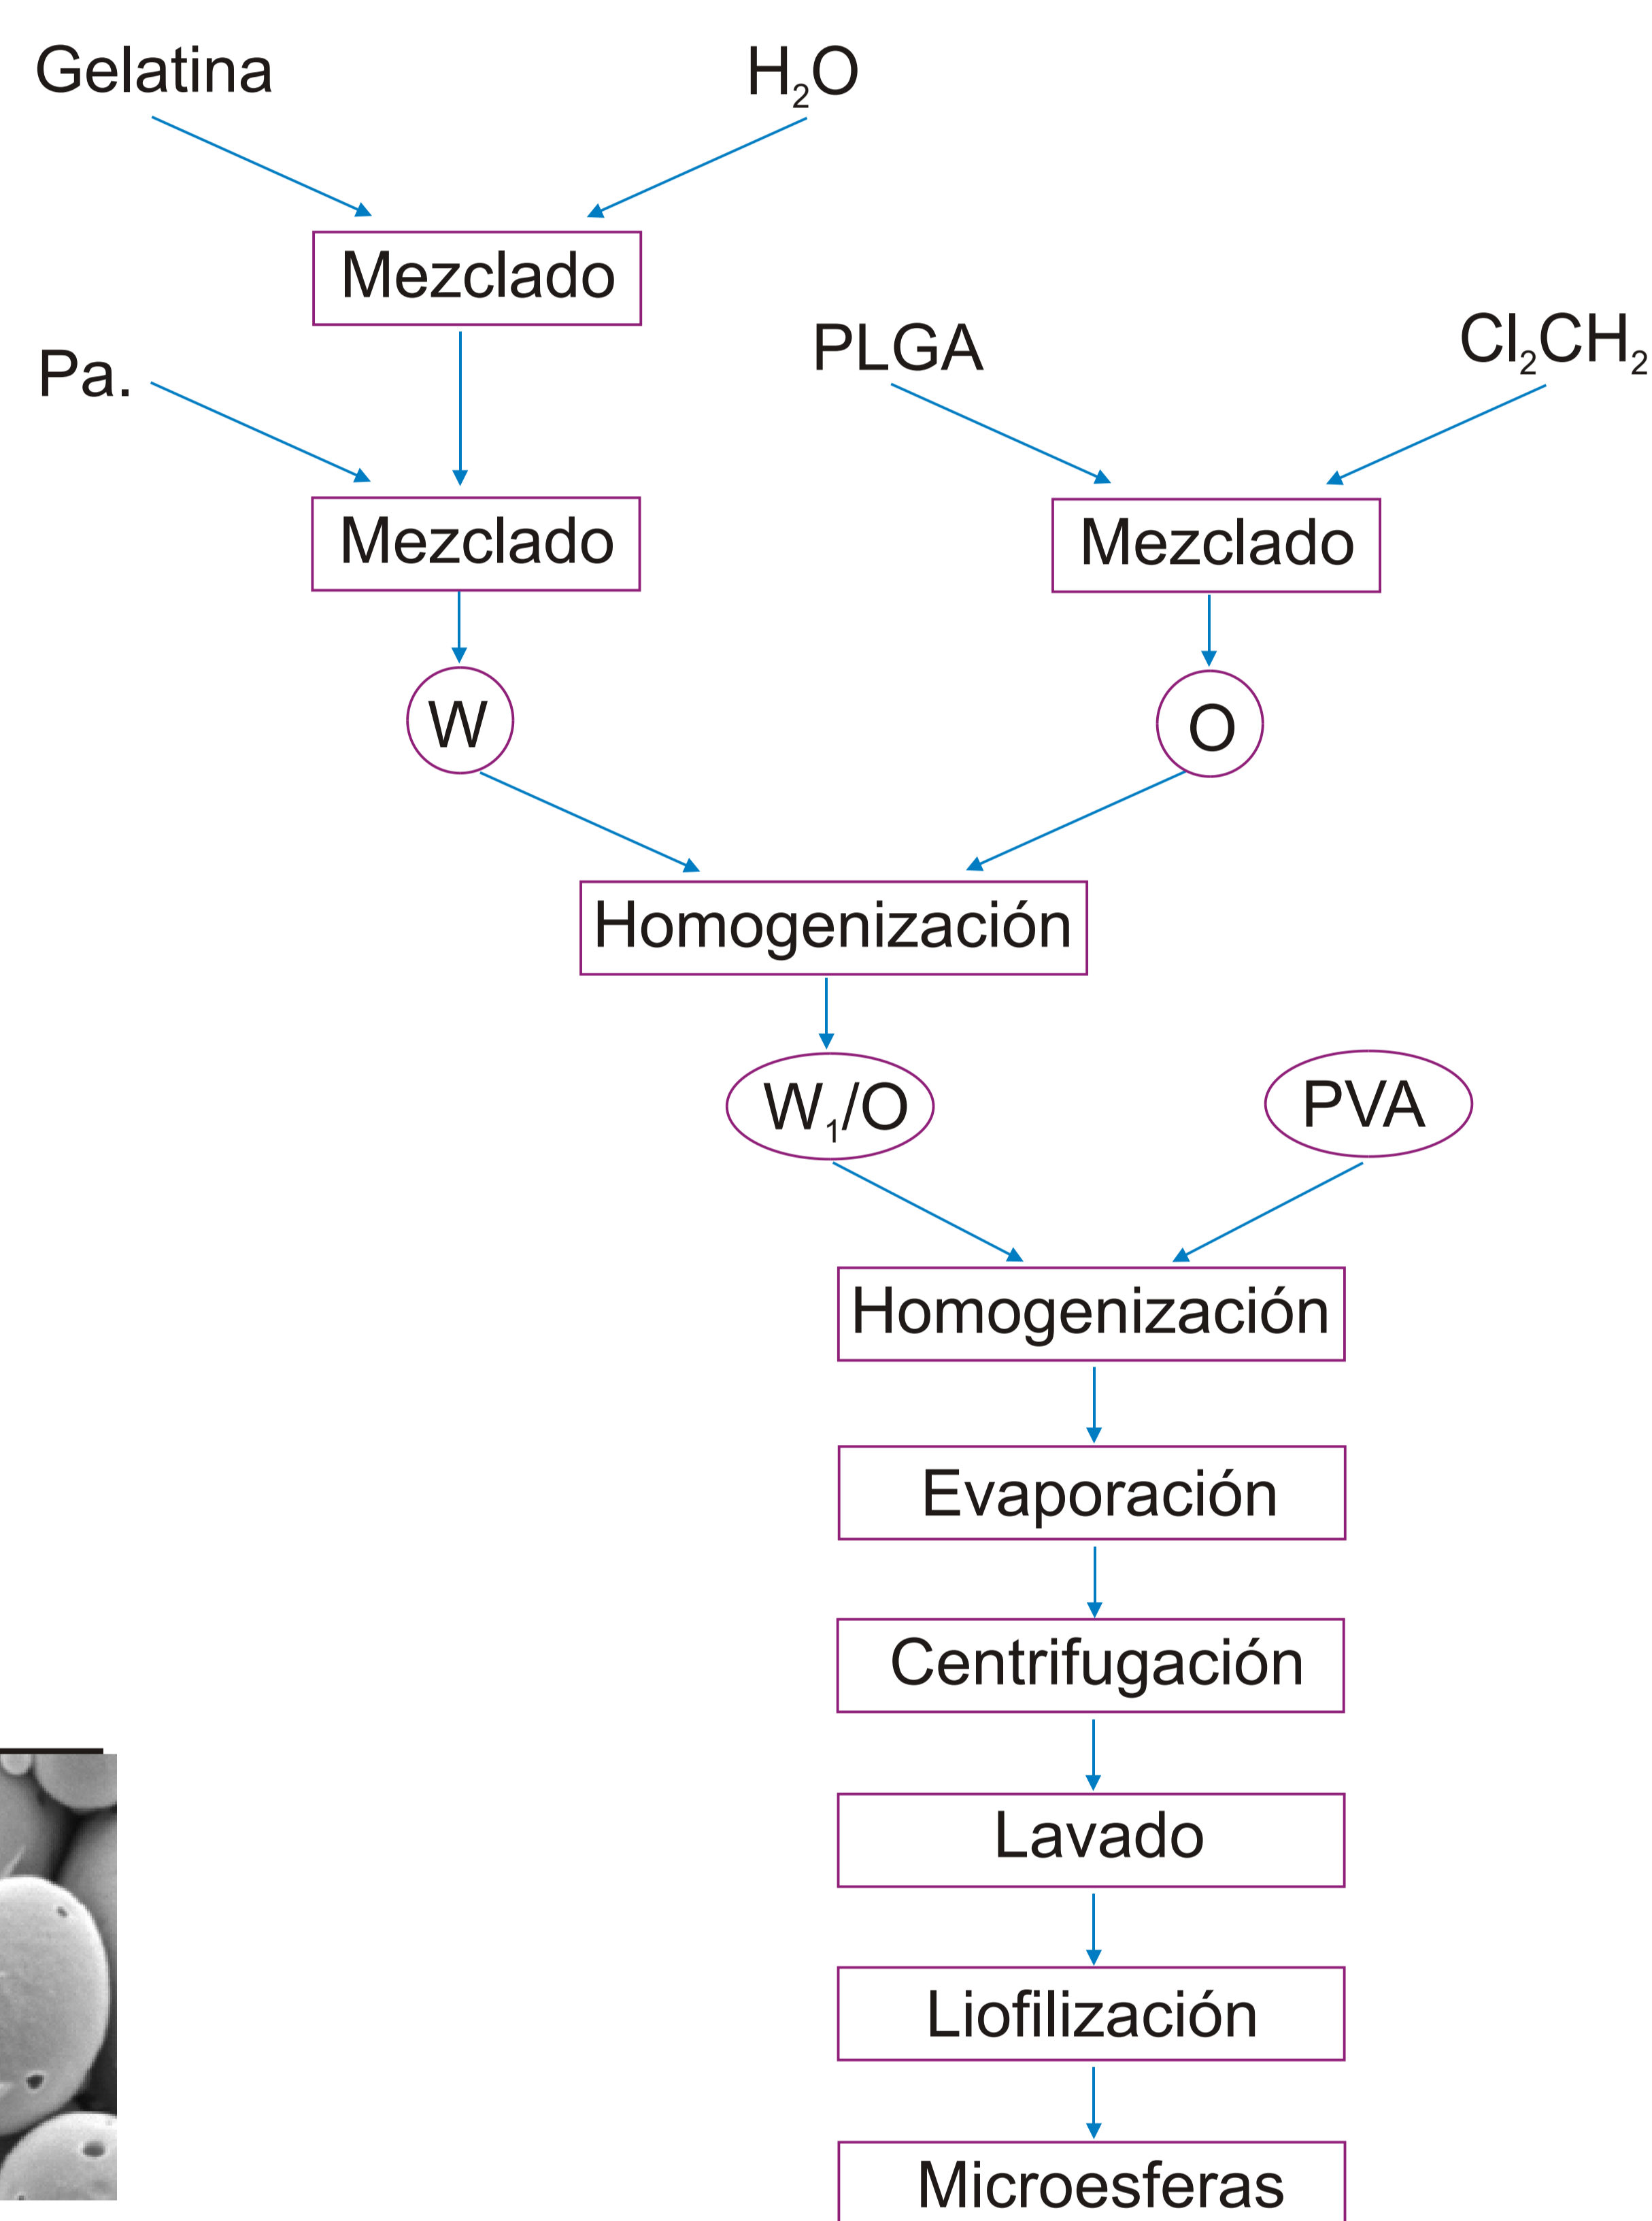 Gelatina
H₂O
Mezclado
Pa.
PLGA
Cl₂CH₂
Mezclado
Mezclado
W
O
Homogenización
W₁/O
PVA
Homogenización
Evaporación
Centrifugación
Lavado
Liofilización
Microesferas